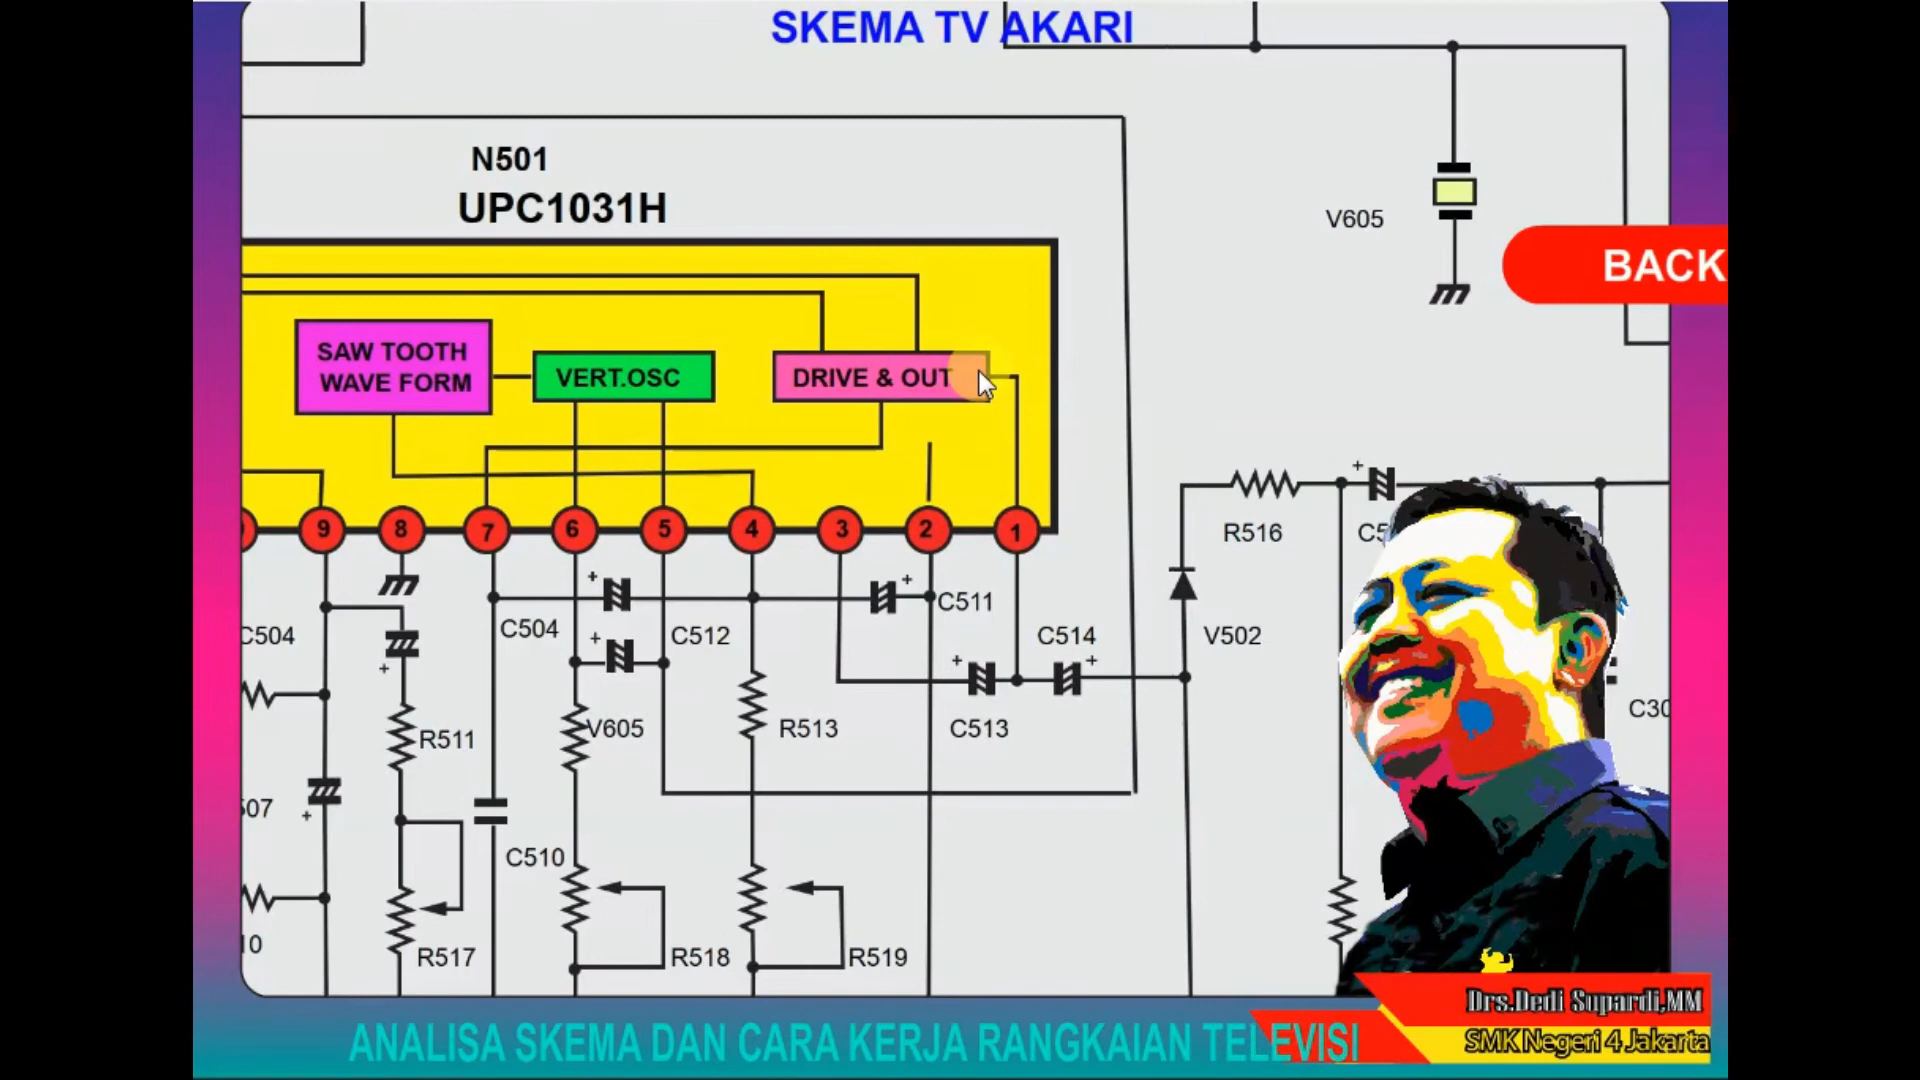 SKEMA TV AKARI
N501
UPC1031H
V605
BACK
SAW TOOTH
WAVE FORM
VERT.OSC
DRIVE & OUT
9
8
7
6
5
4
3
2
1
R516
C504
C504
C512
C511
C514
V502
R511
V605
R513
C513
C510
R517
R518
R519
ANALISA SKEMA DAN CARA KERJA RANGKAIAN TELEVISI
Drs.Dedi Supardi,MM
SMK Negeri 4 Jakarta